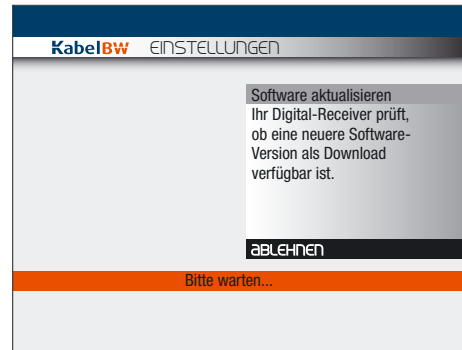 KabelBW EINSTELLUNGEN
Software aktualisieren
Ihr Digital-Receiver prüft,
ob eine neuere Software-
Version als Download
verfügbar ist.
ABLEHNEN
Bitte warten...